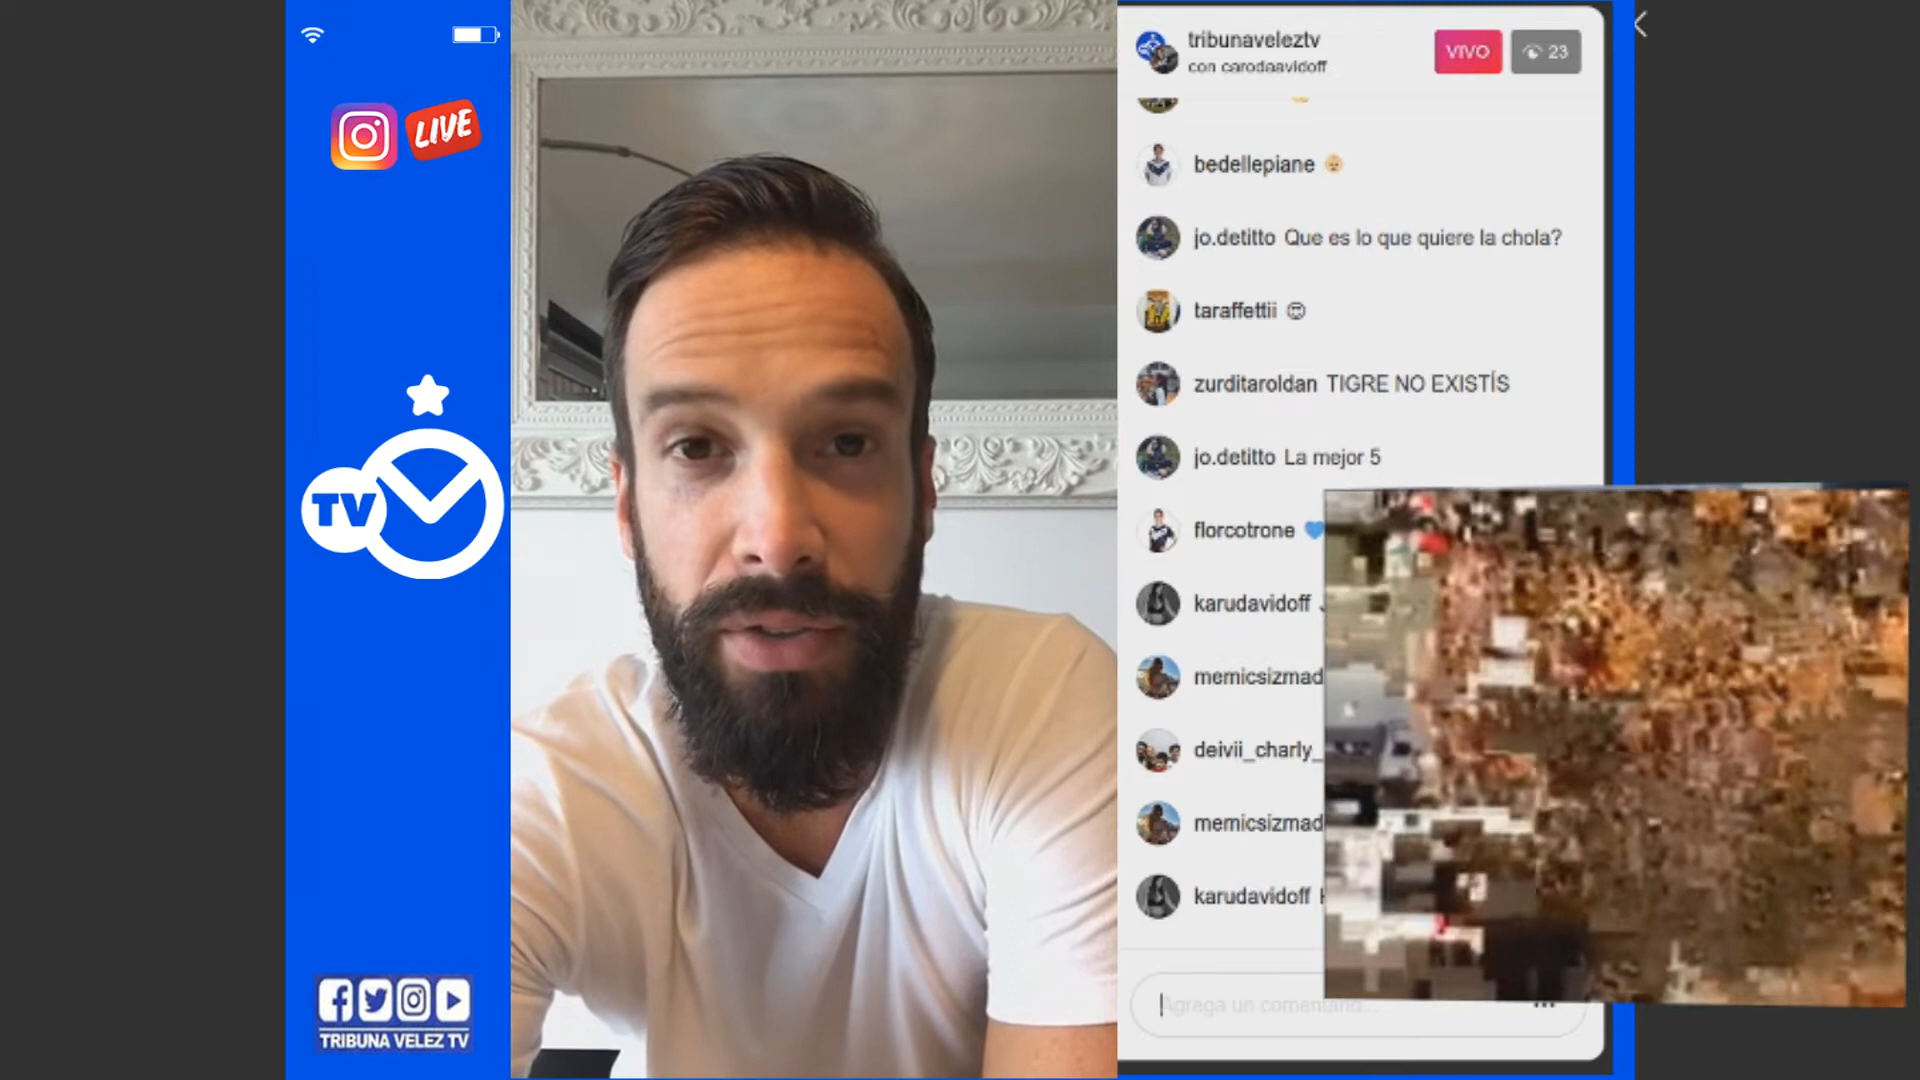 LIVE
TV
TRIBUNA VELEZ TV
tribunaveleztv
con carodaavidoff
VIVO
23
bedellepiane
jo.detitto Que es lo que quiere la chola?
taraffettii
zurditaroldan TIGRE NO EXISTÍS
jo.detitto La mejor 5
florcotrone
karudavidoff
memicsizmad
deivii_charly_
memicsizmad
karudavidoff
Agrega un comentario...